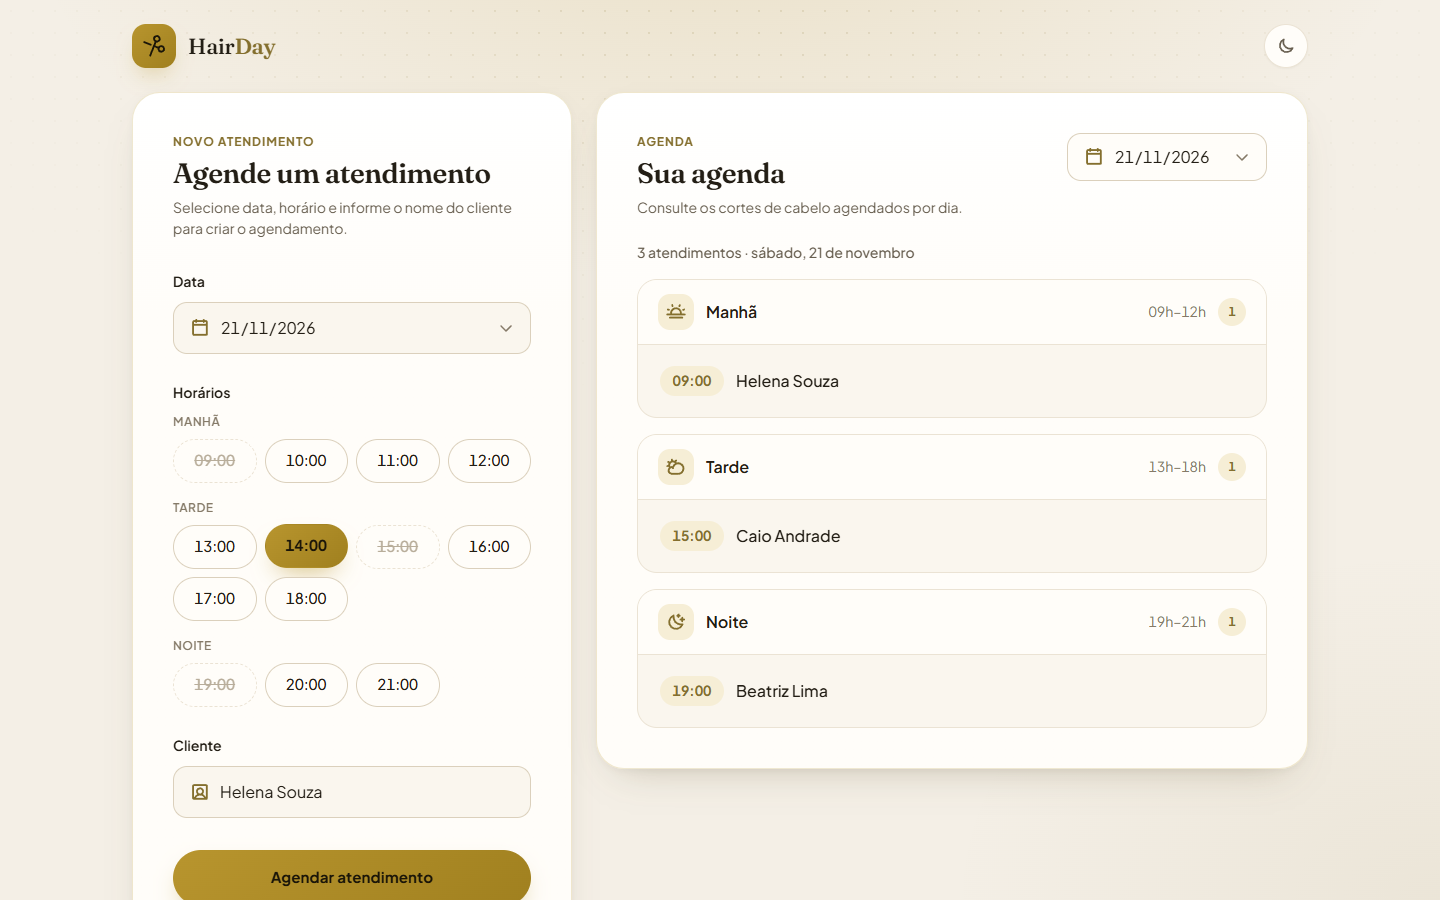 HairDay
NOVO ATENDIMENTO
Agende um atendimento
Selecione data, horário e informe o nome do cliente
para criar o agendamento.
Data
21/11/2026
Horários
MANHÃ
09:00 10:00 11:00 12:00
TARDE
13:00 14:00 15:00 16:00
17:00 18:00
NOITE
19:00 20:00 21:00
Cliente
Helena Souza
Agendar atendimento
AGENDA
Sua agenda
Consulte os cortes de cabelo agendados por dia.
21/11/2026
3 atendimentos · sábado, 21 de novembro
Manhã 09h–12h 1
09:00 Helena Souza
Tarde 13h–18h 1
15:00 Caio Andrade
Noite 19h–21h 1
19:00 Beatriz Lima